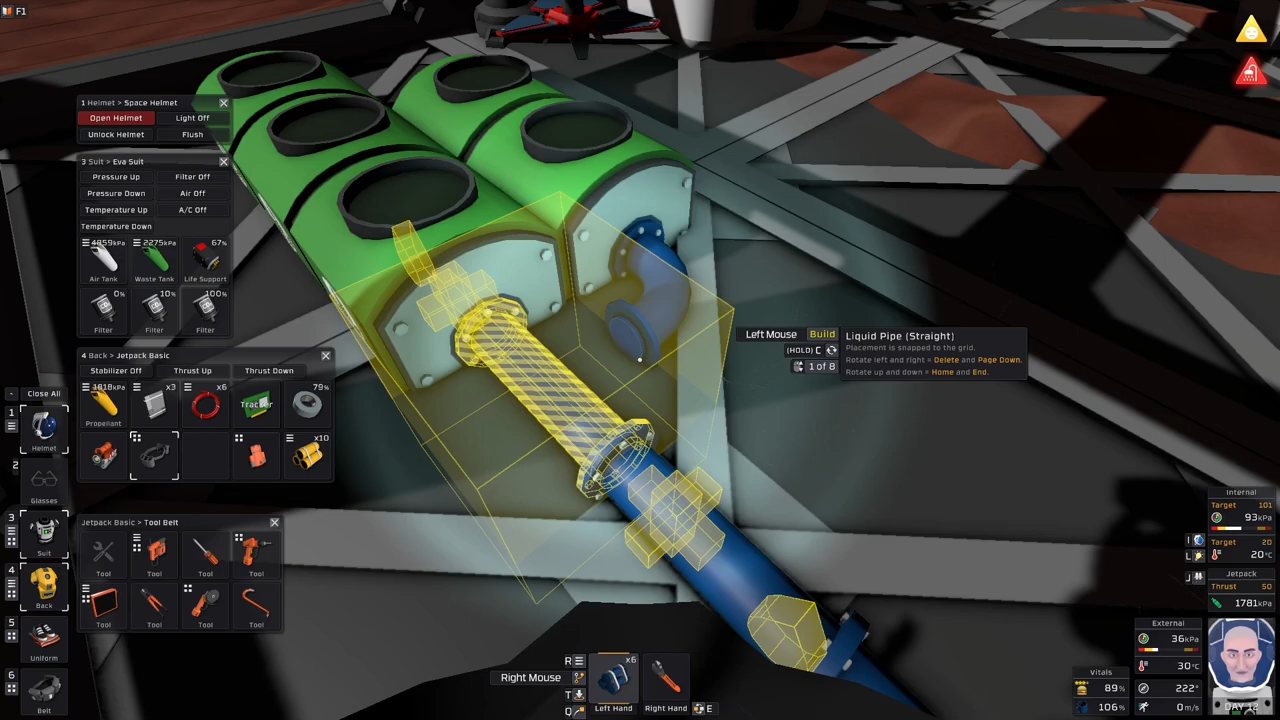 F1
1 Helmet > Space Helmet
Open Helmet Light Off
Unlock Helmet Flush
3 Suit > Eva Suit
Pressure Up Filter Off
Pressure Down Air Off
Temperature Up A/C Off
Temperature Down
4859kPa 2275kPa 67%
Air Tank Waste Tank Life Support
0% 10% 100%
Filter Filter Filter
4 Back > Jetpack Basic
Stabilizer Off Thrust Up Thrust Down
1818kPa x3 x6 79%
Tracker
Propellant
x10
Jetpack Basic > Tool Belt
Tool Tool Tool Tool
Tool Tool Tool Tool
- Close All
1
Helmet
2
Glasses
3
Suit
4
Back
5
Uniform
6
Belt
Left Mouse Build
(HOLD) C
1 of 8
Liquid Pipe (Straight)
Placement is snapped to the grid.
Rotate left and right = Delete and Page Down.
Rotate up and down = Home and End.
R
Right Mouse
T
Q
x6
Left Hand Right Hand E
Internal
Target 101
93kPa
Target 20
20°C
I
L
J
Jetpack
Thrust 50
1781kPa
External
36kPa
30°C
222°
0m/s
Vitals
89%
106%
DAY 12